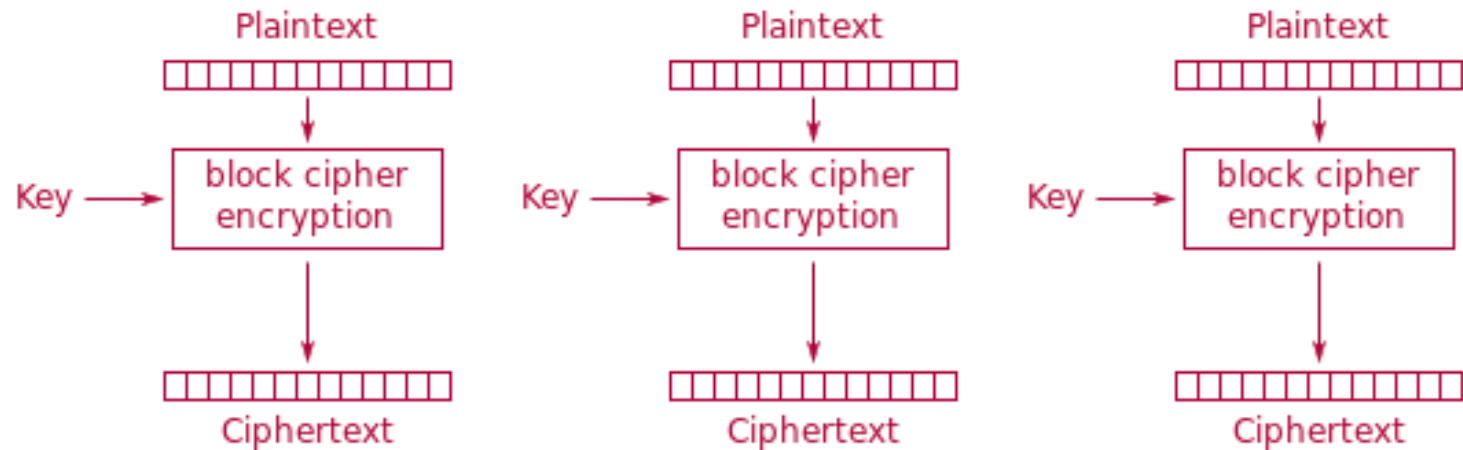 Plaintext
Plaintext
Plaintext
Key
block cipher
encryption
Key
block cipher
encryption
Key
block cipher
encryption
Ciphertext
Ciphertext
Ciphertext